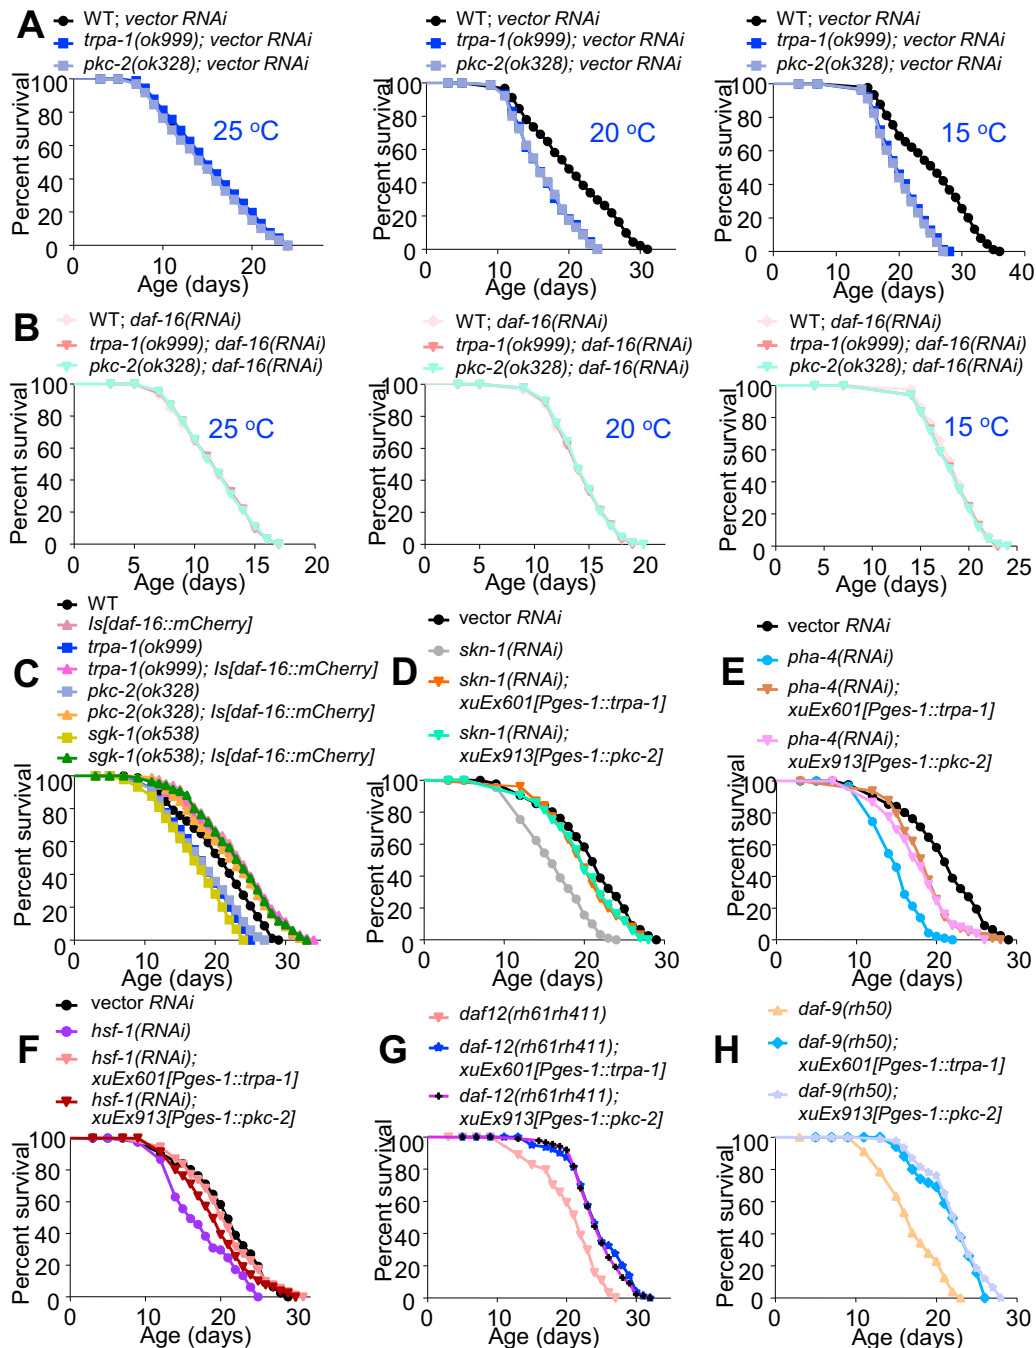 A
WT; vector RNAi
trpa-1(ok999); vector RNAi
pkc-2(ok328); vector RNAi
WT; vector RNAi
trpa-1(ok999); vector RNAi
pkc-2(ok328); vector RNAi
WT; vector RNAi
trpa-1(ok999); vector RNAi
pkc-2(ok328); vector RNAi
Percent survival
100
80
60
40
20
0
25 °C
0
20
Age (days)
Percent survival
100
80
60
40
20
0
20 °C
0
10
20
30
Age (days)
Percent survival
100
80
60
40
20
0
15 °C
0
10
20
30
40
Age (days)
B
WT; daf-16(RNAi)
trpa-1(ok999); daf-16(RNAi)
pkc-2(ok328); daf-16(RNAi)
WT; daf-16(RNAi)
trpa-1(ok999); daf-16(RNAi)
pkc-2(ok328); daf-16(RNAi)
WT; daf-16(RNAi)
trpa-1(ok999); daf-16(RNAi)
pkc-2(ok328); daf-16(RNAi)
Percent survival
100
80
60
40
20
0
25 °C
0
5
10
15
20
Age (days)
Percent survival
100
80
60
40
20
0
20 °C
0
5
10
15
20
Age (days)
Percent survival
100
80
60
40
20
0
15 °C
0
5
10
15
20
24
Age (days)
C
WT
Is[daf-16::mCherry]
trpa-1(ok999)
trpa-1(ok999); Is[daf-16::mCherry]
pkc-2(ok328)
pkc-2(ok328); Is[daf-16::mCherry]
sgk-1(ok538)
sgk-1(ok538); Is[daf-16::mCherry]
Percent survival
100
80
60
40
20
0
0
10
20
30
Age (days)
D
vector RNAi
skn-1(RNAi)
skn-1(RNAi);
xuEx601[Pges-1::trpa-1]
skn-1(RNAi);
xuEx913[Pges-1::pkc-2]
Percent survival
100
80
60
40
20
0
0
10
20
30
Age (days)
E
vector RNAi
pha-4(RNAi)
pha-4(RNAi);
xuEx601[Pges-1::trpa-1]
pha-4(RNAi);
xuEx913[Pges-1::pkc-2]
Percent survival
100
80
60
40
20
0
0
10
20
30
Age (days)
F
vector RNAi
hsf-1(RNAi)
hsf-1(RNAi);
xuEx601[Pges-1::trpa-1]
hsf-1(RNAi);
xuEx913[Pges-1::pkc-2]
Percent survival
100
80
60
40
20
0
0
10
20
30
Age (days)
G
daf12(rh61rh411)
daf-12(rh61rh411);
xuEx601[Pges-1::trpa-1]
daf-12(rh61rh411);
xuEx913[Pges-1::pkc-2]
Percent survival
100
80
60
40
20
0
0
10
20
30
Age (days)
H
daf-9(rh50)
daf-9(rh50);
xuEx601[Pges-1::trpa-1]
daf-9(rh50);
xuEx913[Pges-1::pkc-2]
Percent survival
100
80
60
40
20
0
0
10
20
30
Age (days)